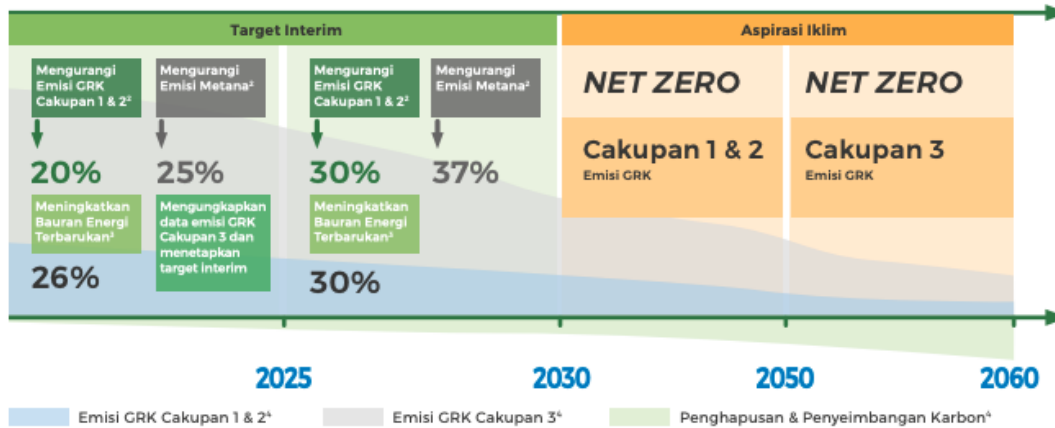 Target Interim
Aspirasi Iklim
Mengurangi
Emisi GRK
Cakupan 1 & 2²
20%
Meningkatkan
Bauran Energi
Terbarukan³
26%
Mengurangi
Emisi Metana²
25%
Mengungkapkan
data emisi GRK
Cakupan 3 dan
menetapkan
target interim
Mengurangi
Emisi GRK
Cakupan 1 & 2²
30%
Meningkatkan
Bauran Energi
Terbarukan³
30%
Mengurangi
Emisi Metana²
37%
NET ZERO
Cakupan 1 & 2
Emisi GRK
NET ZERO
Cakupan 3
Emisi GRK
2025
2030
2050
2060
Emisi GRK Cakupan 1 & 2⁴
Emisi GRK Cakupan 3⁴
Penghapusan & Penyeimbangan Karbon⁴